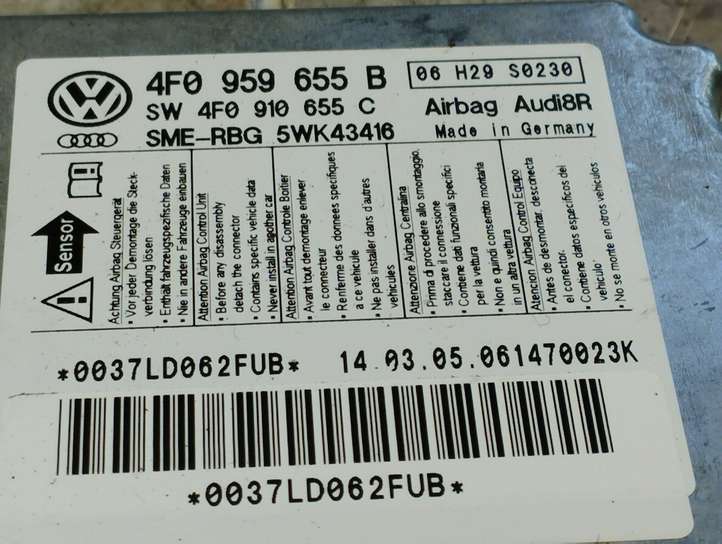 4F0 959 655 B
06 H29 S0230
SW 4F0 910 655 C
Airbag Audi8R
SME-RBG 5WK43416
Made in Germany
Sensor
Achtung Airbag Steuergerät
• Vor jeder Demontage die Steck-
verbindung lösen
• Enthält fahrzeugspezifische Daten
• Nie in andere Fahrzeuge einbauen
Attention Airbag Control Unit
• Before any disassembly
detach the connector
• Contains specific vehicle data
• Never install in another car
Attention Airbag Controle Boitier
• Avant tout demontage enlever
le connecteur
• Renferme des donnees specifiques
a ce vehicule
• Ne pas installer dans d'autres
vehicules
Attenzione Airbag Centralina
• Prima di procedere allo smontaggio,
staccare il connessione
• Contiene dati funzionali specifici
per la vettura
• Non e quindi consentito montarla
in un altra vettura
Atencion Airbag Control Equipo
• Antes de desmontar, desconecta
el conector.
• Contiene datos especificos del
vehiculo
• No se monte en otros vehiculos
*0037LD062FUB*
14.03.05.061470023K
*0037LD062FUB*